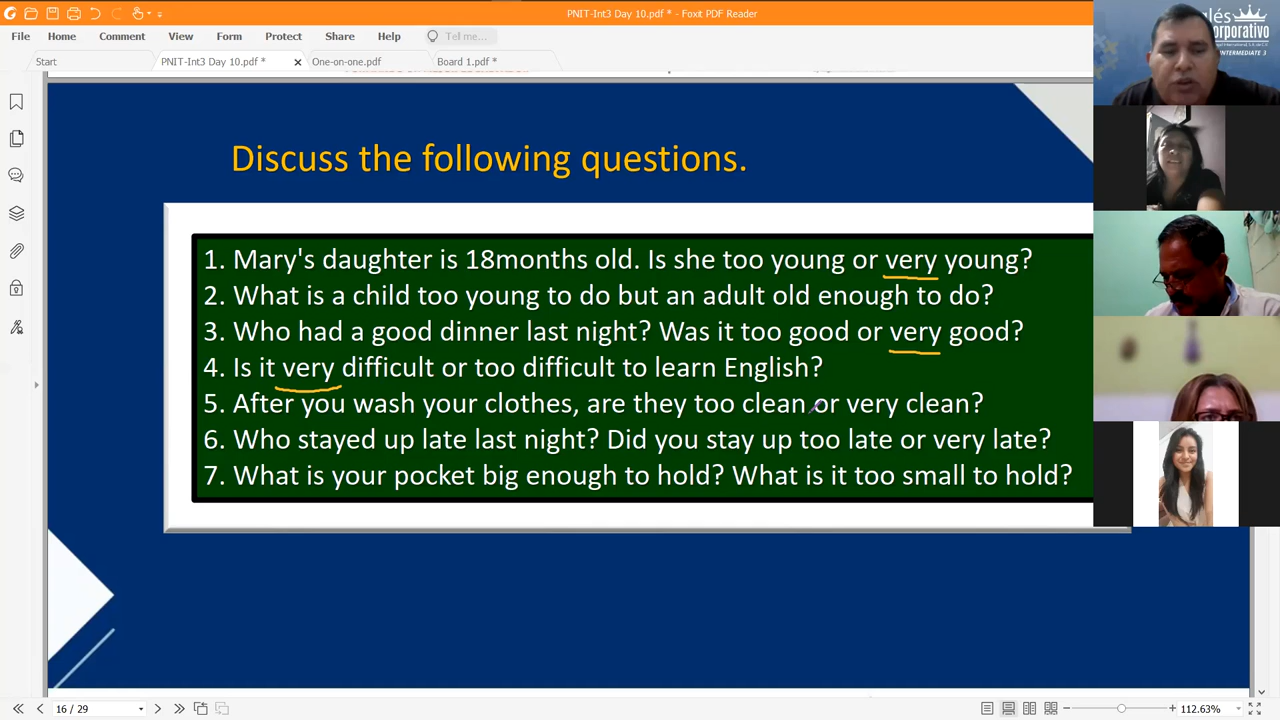 PNIT-Int3 Day 10.pdf * - Foxit PDF Reader
File Home Comment View Form Protect Share Help Tell me...
Start PNIT-Int3 Day 10.pdf * One-on-one.pdf Board 1.pdf *
glés
orporativo
INTERMEDIATE 3
Discuss the following questions.
1. Mary's daughter is 18months old. Is she too young or very young?
2. What is a child too young to do but an adult old enough to do?
3. Who had a good dinner last night? Was it too good or very good?
4. Is it very difficult or too difficult to learn English?
5. After you wash your clothes, are they too clean or very clean?
6. Who stayed up late last night? Did you stay up too late or very late?
7. What is your pocket big enough to hold? What is it too small to hold?
16 / 29
112.63%